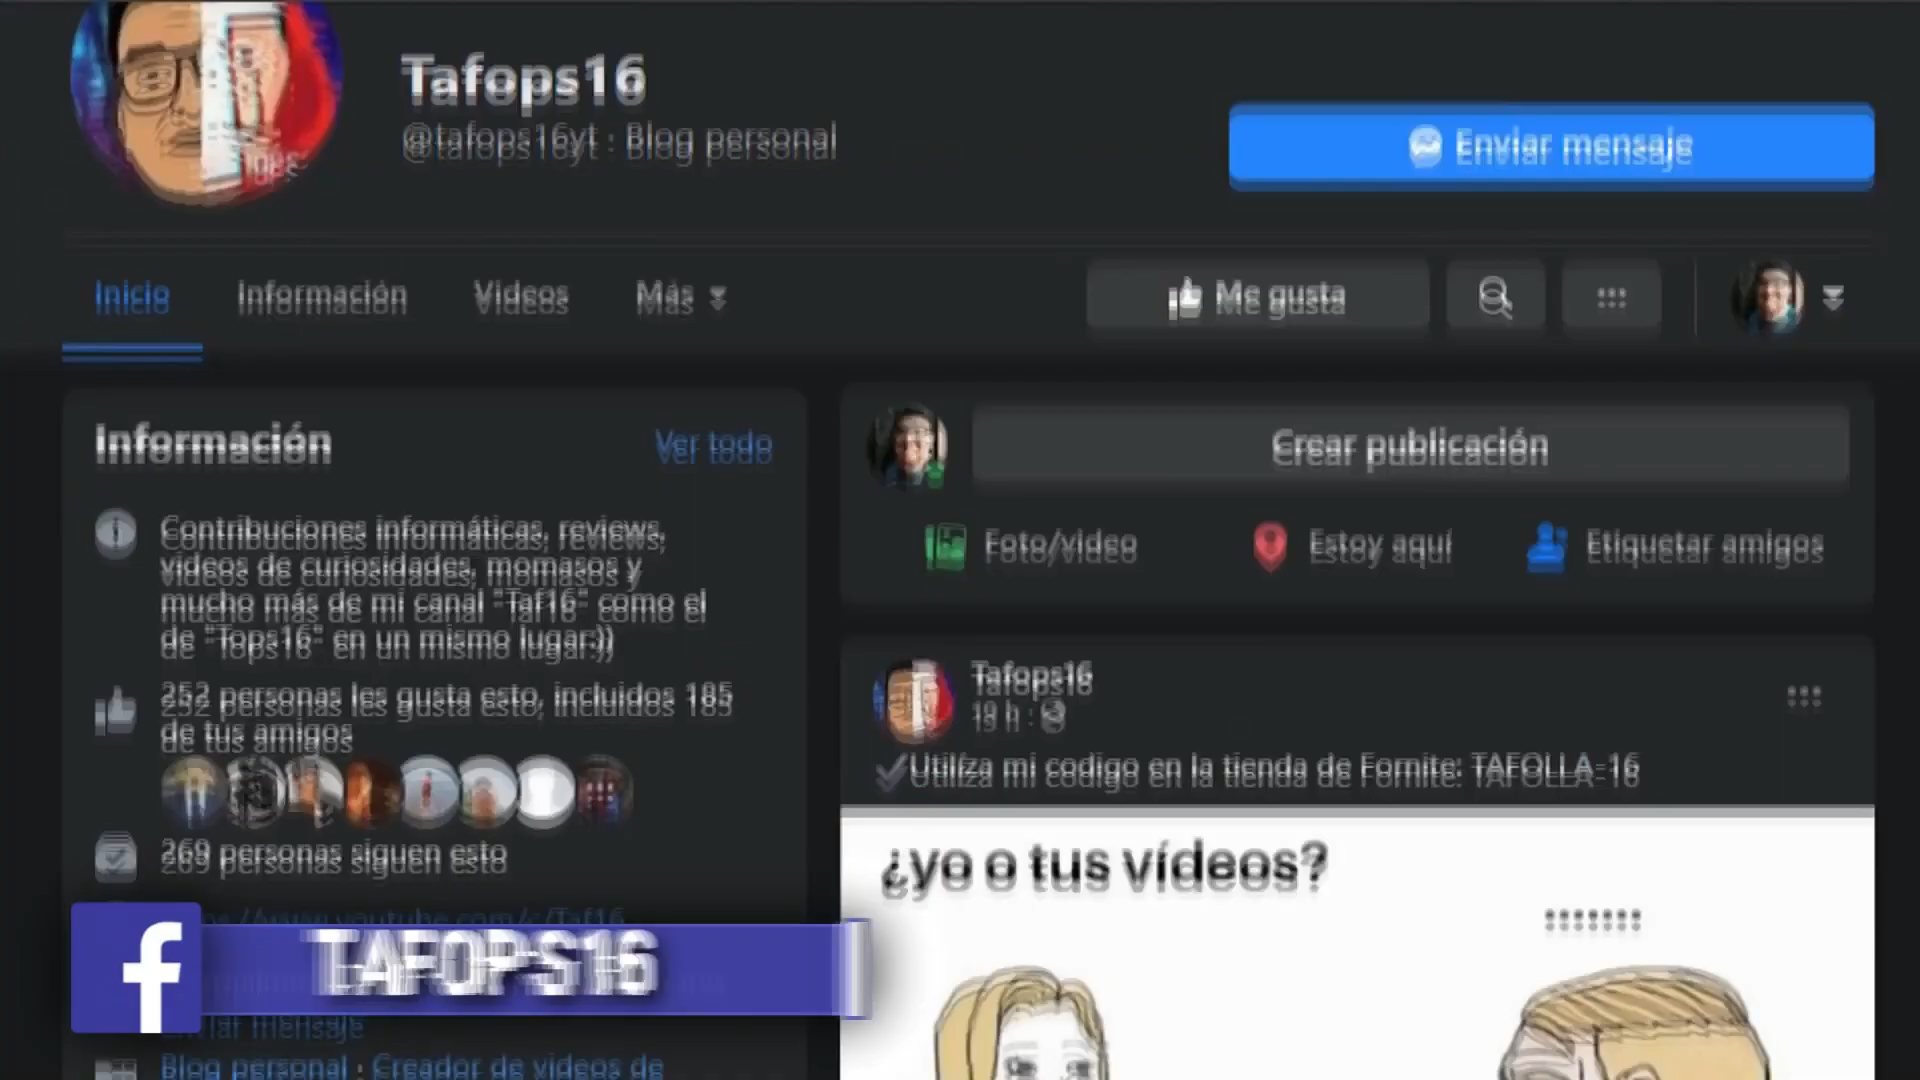 Tafops16
@tafops16yt · Blog personal
Enviar mensaje
Inicio
Información
Videos
Más
Me gusta
Información
Ver todo
Contribuciones informáticas, reviews,
videos de curiosidades, momasos y
mucho más de mi canal "Taf16" como el
de "Tops16" en un mismo lugar:))
252 personas les gusta esto, incluidos 185
de tus amigos
269 personas siguen esto
TAFOPS16
Enviar mensaje
Blog personal · Creador de videos de
Crear publicación
Foto/video
Estoy aquí
Etiquetar amigos
Tafops16
19 h ·
Utilíza mi codigo en la tienda de Fornite: TAFOLLA-16
¿yo o tus vídeos?